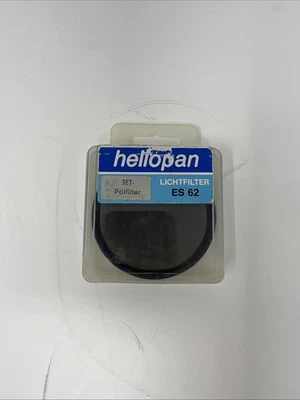 heliopan
LICHTFILTER
JET-
Polfilter
ES 62